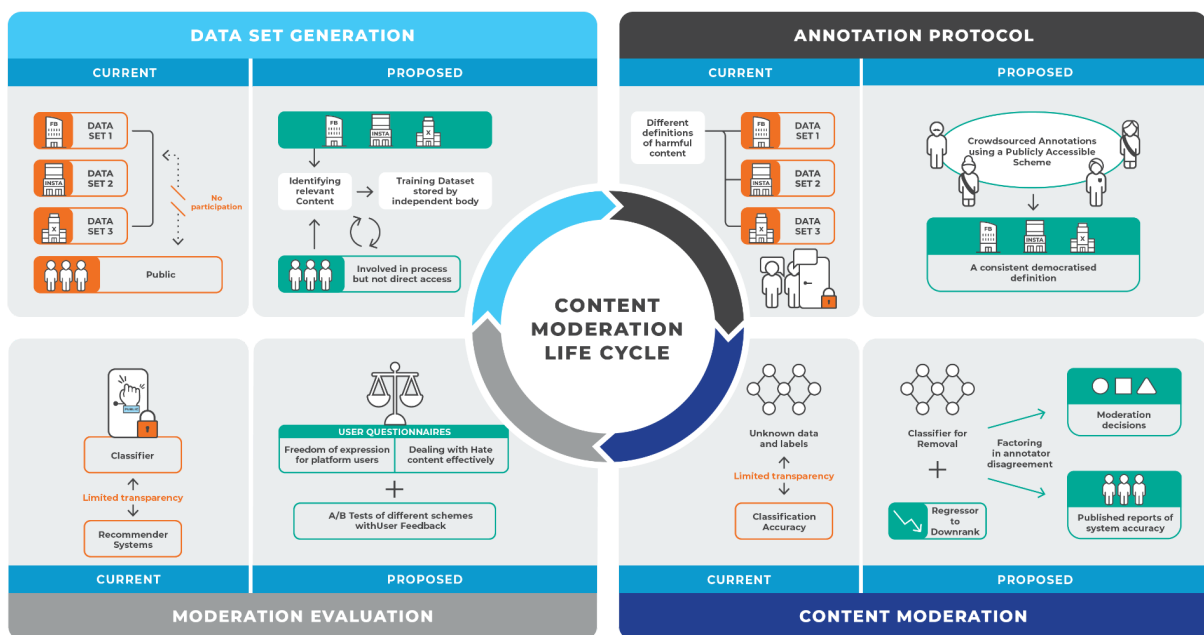 DATA SET GENERATION
CURRENT
PROPOSED
FB
DATA
SET 1
INSTA
DATA
SET 2
X
DATA
SET 3
No
participation
Public
FB
INSTA
X
Identifying
relevant
Content
Training Dataset
stored by
independent body
Involved in process
but not direct access
ANNOTATION PROTOCOL
CURRENT
PROPOSED
Different
definitions
of harmful
content
FB
DATA
SET 1
INSTA
DATA
SET 2
X
DATA
SET 3
Crowdsourced Annotations
using a Publicly Accessible
Scheme
FB
INSTA
X
A consistent democratised
definition
CONTENT
MODERATION
LIFE CYCLE
PUBLIC
Classifier
Limited transparency
Recommender
Systems
USER QUESTIONNAIRES
Freedom of expression
for platform users
Dealing with Hate
content effectively
A/B Tests of different schemes
withUser Feedback
CURRENT
PROPOSED
MODERATION EVALUATION
Unknown data
and labels
Limited transparency
Classification
Accuracy
Classifier for
Removal
Regressor
to
Downrank
Factoring
in annotator
disagreement
Moderation
decisions
Published reports of
system accuracy
CURRENT
PROPOSED
CONTENT MODERATION